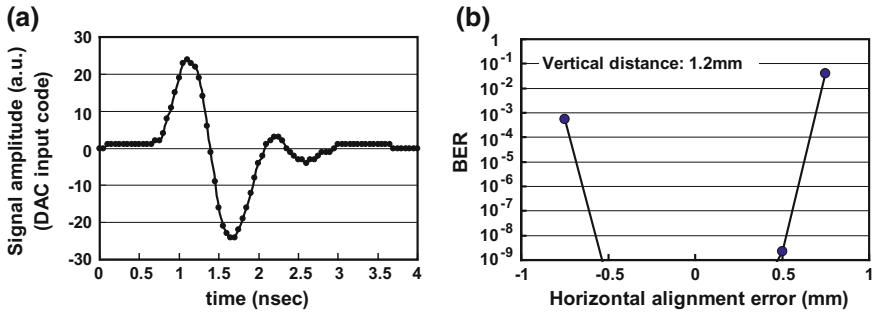 (a)
Signal amplitude (a.u.)
(DAC input code)
30
20
10
0
-10
-20
-30
0 0.5 1 1.5 2 2.5 3 3.5 4
time (nsec)
(b)
BER
1
10-1
10-2
10-3
10-4
10-5
10-6
10-7
10-8
10-9
Vertical distance: 1.2mm
-1 -0.5 0 0.5 1
Horizontal alignment error (mm)